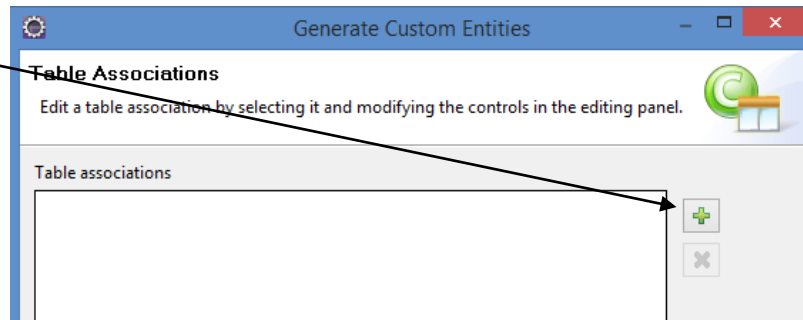 Generate Custom Entities
Table Associations
Edit a table association by selecting it and modifying the controls in the editing panel.
Table associations